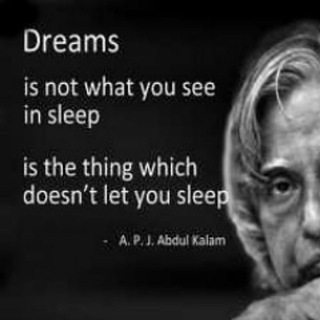 Dreams
is not what you see
in sleep
is the thing which
doesn't let you sleep
- A. P. J. Abdul Kalam